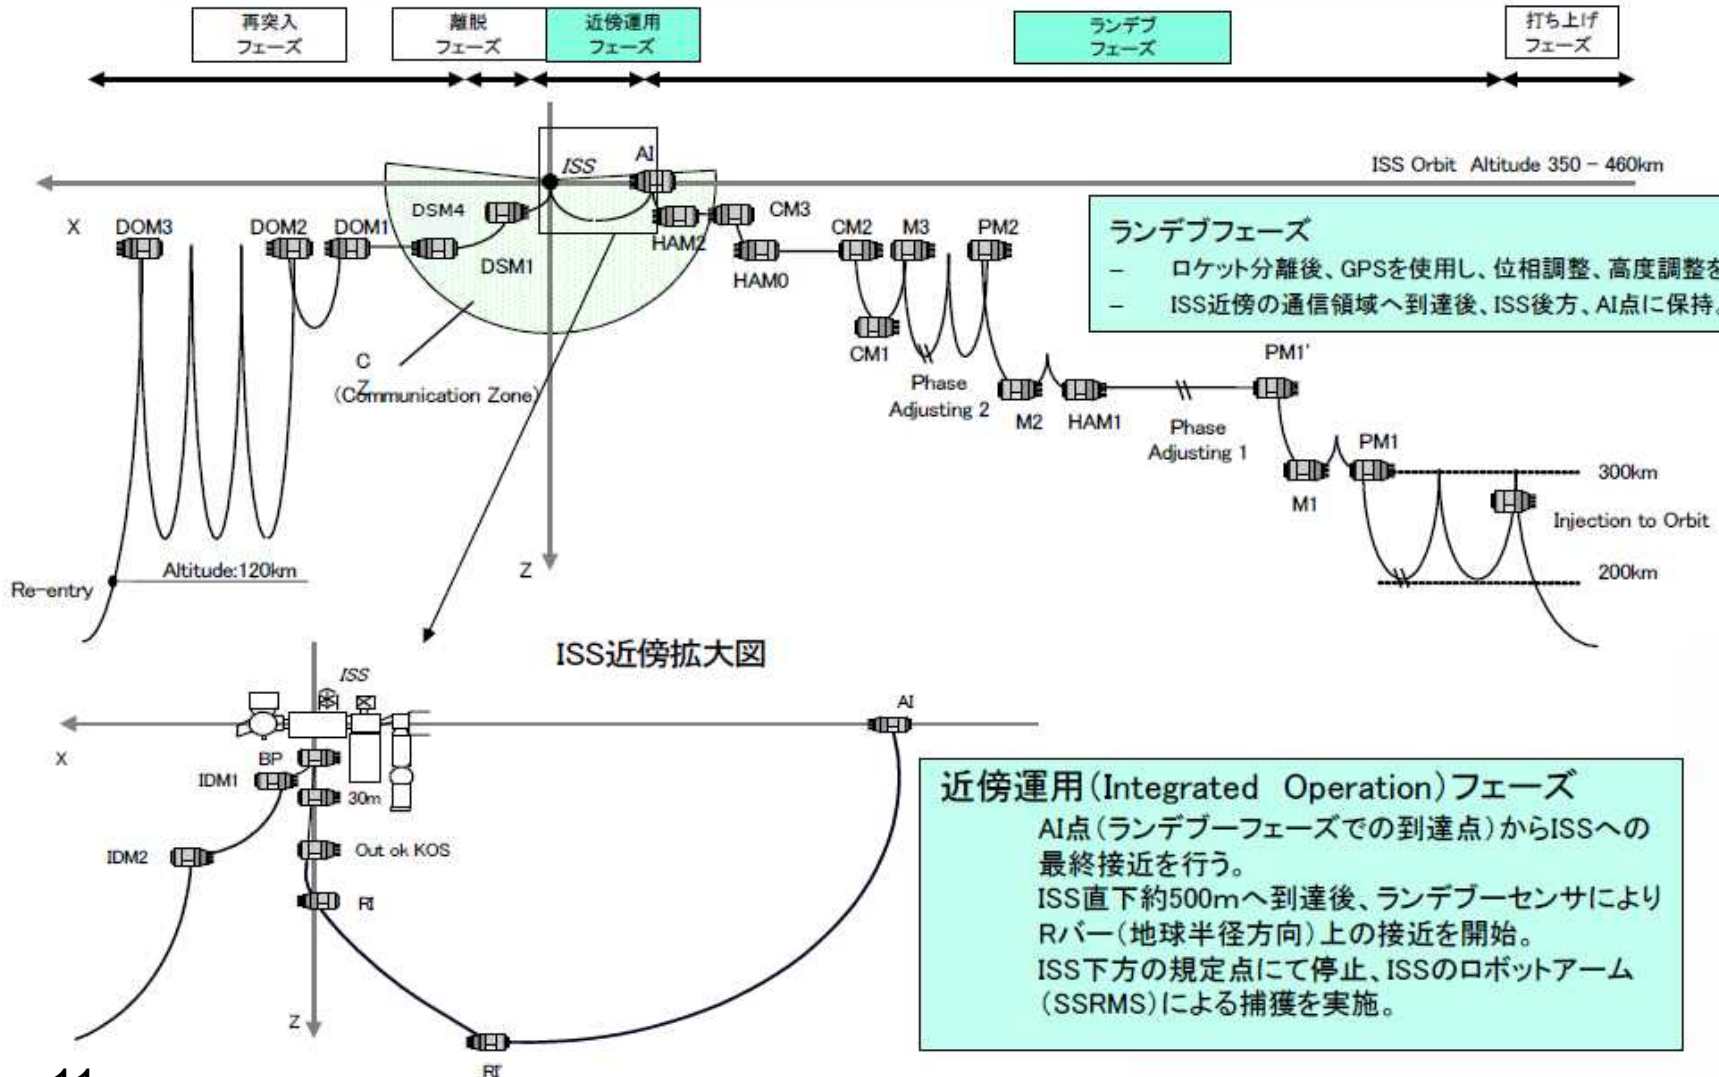 再突入
フェーズ
離脱
フェーズ
近傍運用
フェーズ
ランデブ
フェーズ
打ち上げ
フェーズ
ISS
AI
ISS Orbit Altitude 350 - 460km
X
DOM3
DOM2
DOM1
DSM4
DSM1
HAM2
CM3
HAM0
CM2
M3
PM2
CM1
ランデブフェーズ
- ロケット分離後、GPSを使用し、位相調整、高度調整を
- ISS近傍の通信領域へ到達後、ISS後方、AI点に保持。
C
Z
(Communication Zone)
Phase
Adjusting 2
M2
HAM1
Phase
Adjusting 1
PM1'
M1
PM1
300km
Injection to Orbit
200km
Z
Altitude:120km
Re-entry
ISS近傍拡大図
ISS
AI
X
BP
IDM1
30m
IDM2
Out ok KOS
RI
Z
RI'
近傍運用(Integrated Operation)フェーズ
AI点(ランデブーフェーズでの到達点)からISSへの
最終接近を行う。
ISS直下約500mへ到達後、ランデブーセンサにより
Rバー(地球半径方向)上の接近を開始。
ISS下方の規定点にて停止、ISSのロボットアーム
(SSRMS)による捕獲を実施。